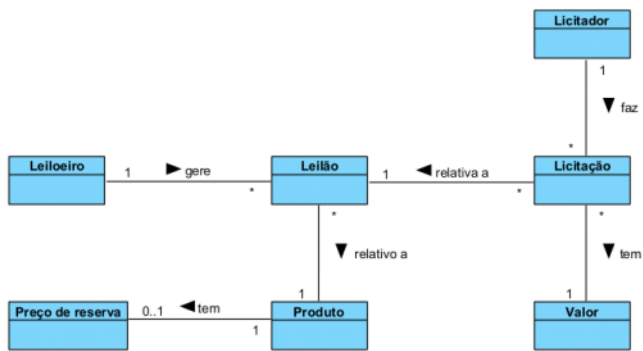 Licitador
1
faz
*
Leiloeiro
1
gere
*
Leilão
1
relativa a
*
Licitação
*
relativo a
1
*
tem
1
Preço de reserva
0..1
tem
1
Produto
Valor